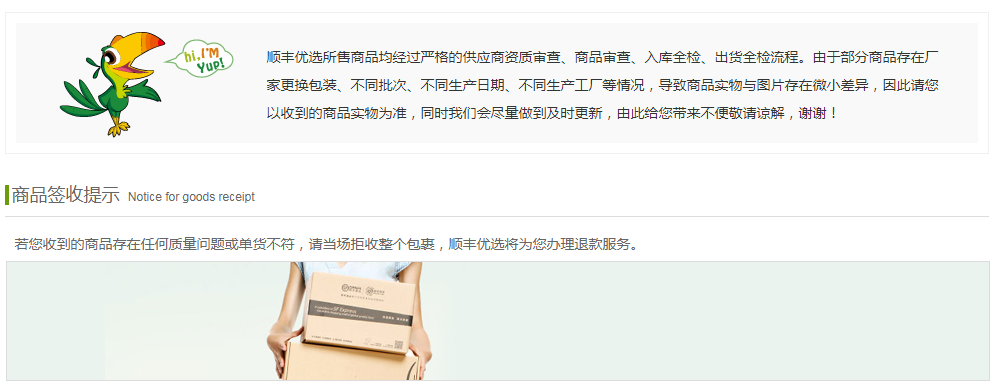 hi,I'M
Yup!
顺丰优选所售商品均经过严格的供应商资质审查、商品审查、入库全检、出货全检流程。由于部分商品存在厂
家更换包装、不同批次、不同生产日期、不同生产工厂等情况，导致商品实物与图片存在微小差异，因此请您
以收到的商品实物为准，同时我们会尽量做到及时更新，由此给您带来不便敬请谅解，谢谢！
商品签收提示 Notice for goods receipt
若您收到的商品存在任何质量问题或单货不符，请当场拒收整个包裹，顺丰优选将为您办理退款服务。
SF Express